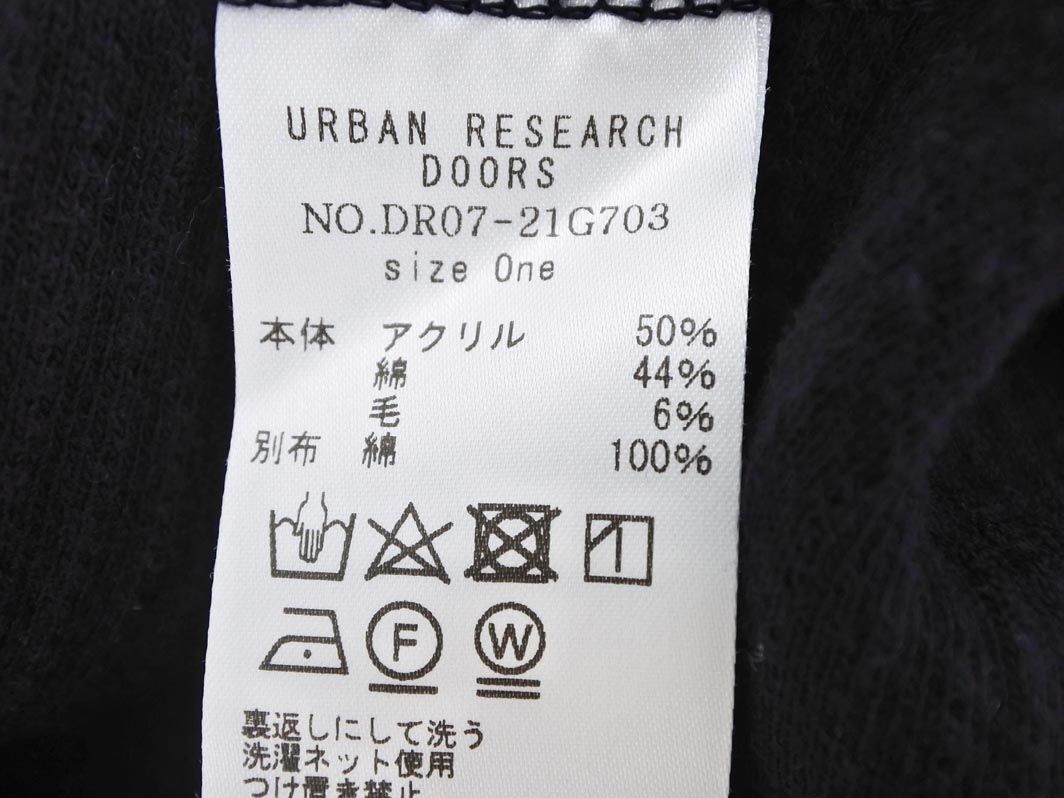 URBAN RESEARCH
DOORS
NO.DR07-21G703
size One
本体 アクリル 50%
綿 44%
毛 6%
別布 綿 100%
F W
裏返しにして洗う
洗濯ネット使用
つけ置き禁止